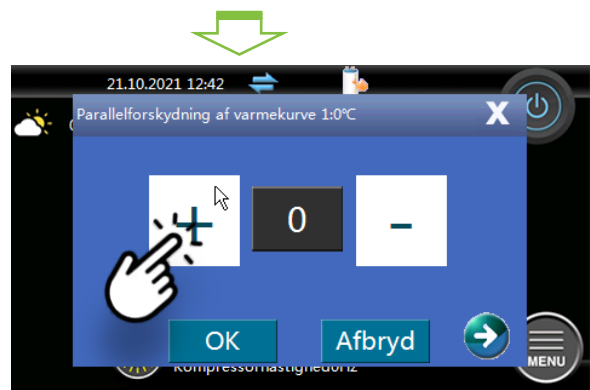 21.10.2021 12:42
Parallelforskydning af varmekurve 1:0℃
X
+ 0 -
OK Afbryd
MENU